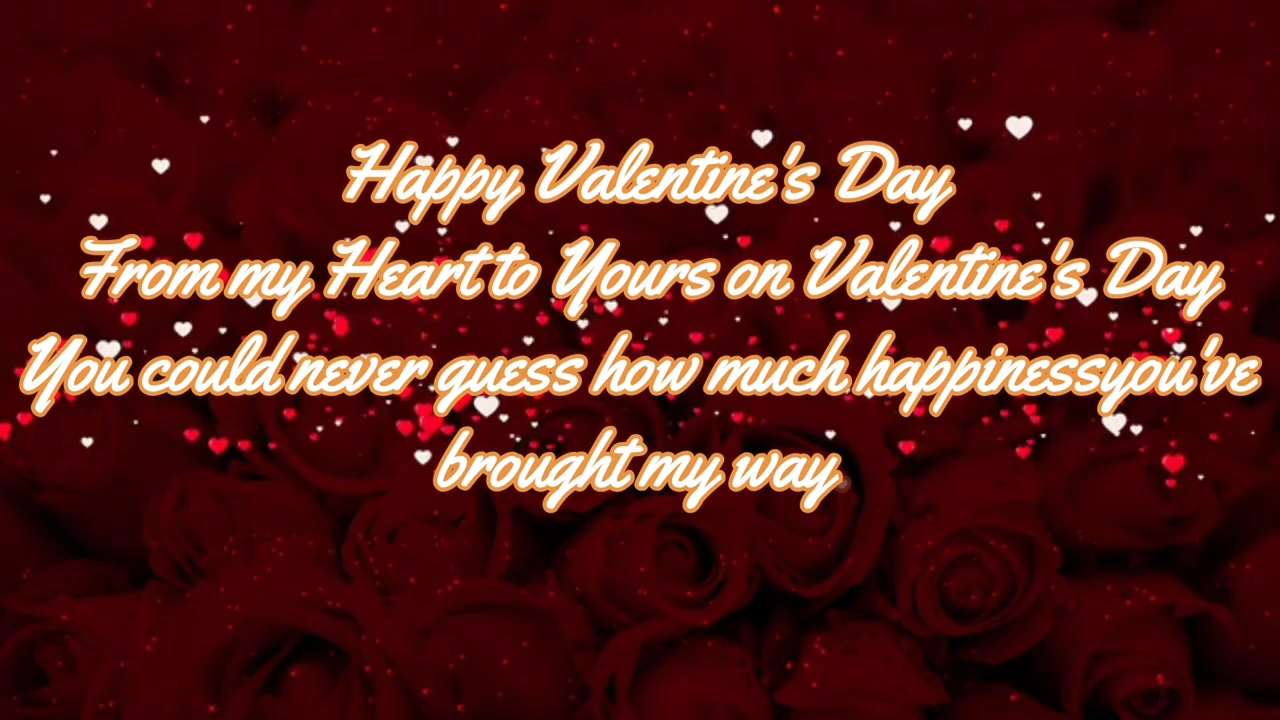 Happy Valentine's Day
From my Heart to Yours on Valentine's Day
You could never guess how much happinessyou've
brought my way